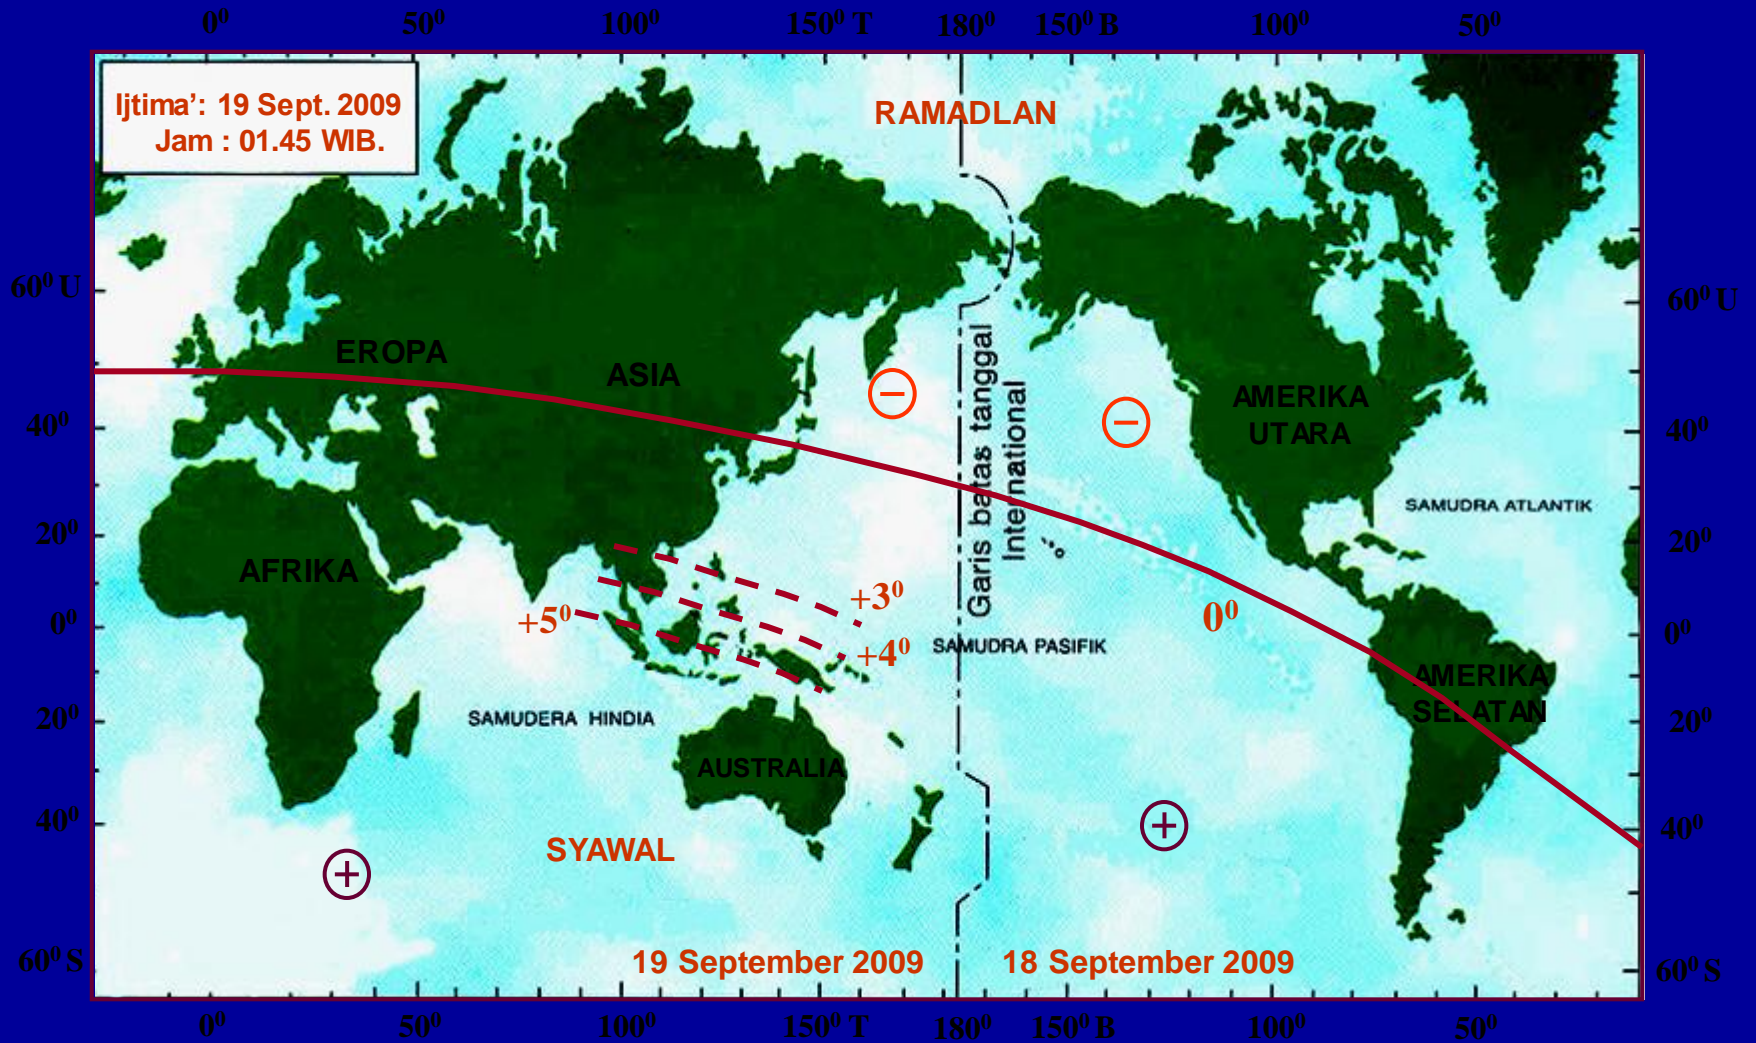 0⁰ 50⁰ 100⁰ 150⁰ T 180⁰ 150⁰ B 100⁰ 50⁰
Ijtima’: 19 Sept. 2009
Jam : 01.45 WIB.
RAMADLAN
60⁰ U
60⁰ U
EROPA
ASIA
Garis batas tanggal
International
AMERIKA
UTARA
40⁰
40⁰
SAMUDRA ATLANTIK
20⁰
20⁰
AFRIKA
+3⁰
+5⁰
0⁰
0⁰
0⁰
+4⁰
SAMUDRA PASIFIK
AMERIKA
SELATAN
20⁰
20⁰
SAMUDERA HINDIA
AUSTRALIA
40⁰
40⁰
SYAWAL
60⁰ S
60⁰ S
19 September 2009
18 September 2009
0⁰ 50⁰ 100⁰ 150⁰ T 180⁰ 150⁰ B 100⁰ 50⁰